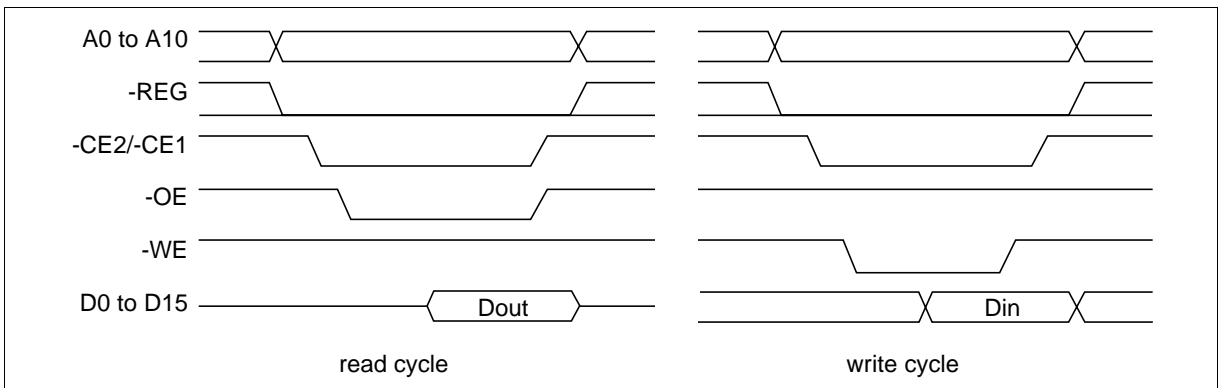 A0 to A10
-REG
-CE2/-CE1
-OE
-WE
D0 to D15
Dout
Din
read cycle
write cycle